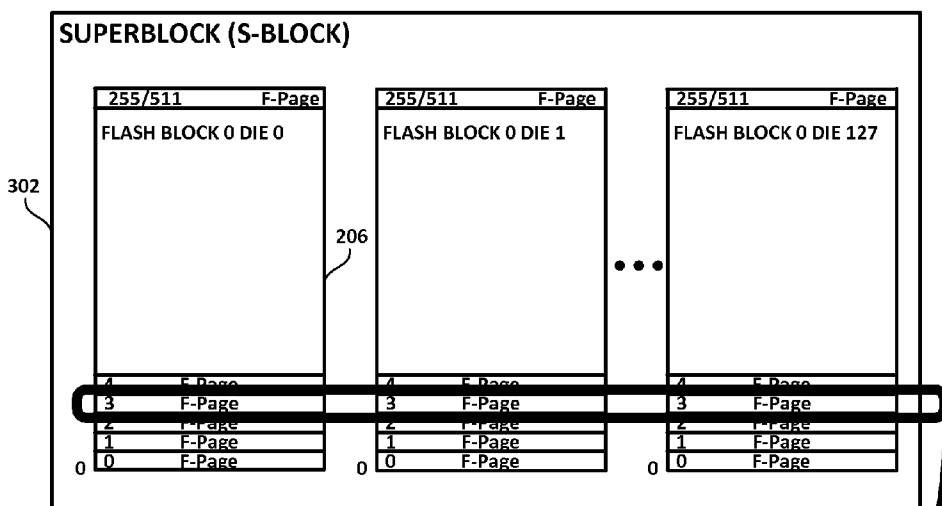 SUPERBLOCK (S-BLOCK)
255/511 F-Page 255/511 F-Page 255/511 F-Page
FLASH BLOCK 0 DIE 0 FLASH BLOCK 0 DIE 1 FLASH BLOCK 0 DIE 127
302
206
4 F-Page 4 F-Page 4 F-Page
3 F-Page 3 F-Page 3 F-Page
2 F-Page 2 F-Page 2 F-Page
1 F-Page 1 F-Page 1 F-Page
0 0 F-Page 0 0 F-Page 0 0 F-Page